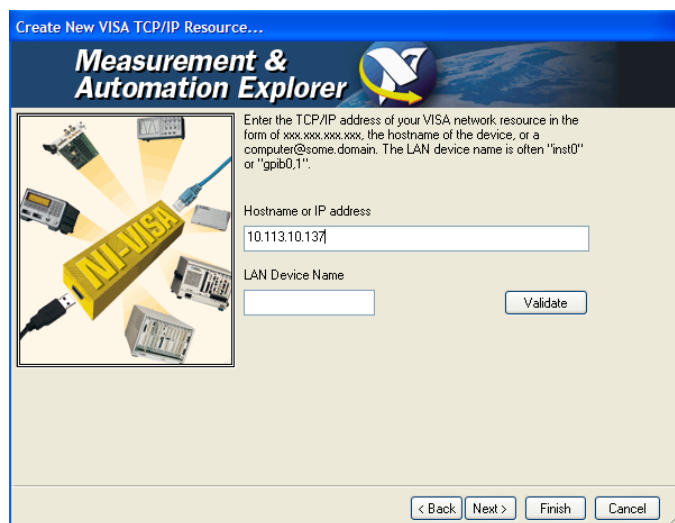 Create New VISA TCP/IP Resource...
Measurement &
Automation Explorer
Enter the TCP/IP address of your VISA network resource in the
form of xxx.xxx.xxx.xxx, the hostname of the device, or a
computer@some.domain. The LAN device name is often "inst0"
or "gpib0,1".
NI-VISA
Hostname or IP address
10.113.10.137
LAN Device Name
Validate
< Back Next > Finish Cancel